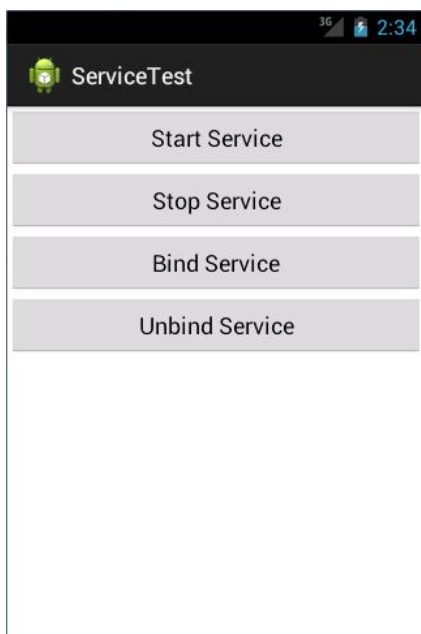 3G 2:34
ServiceTest
Start Service
Stop Service
Bind Service
Unbind Service